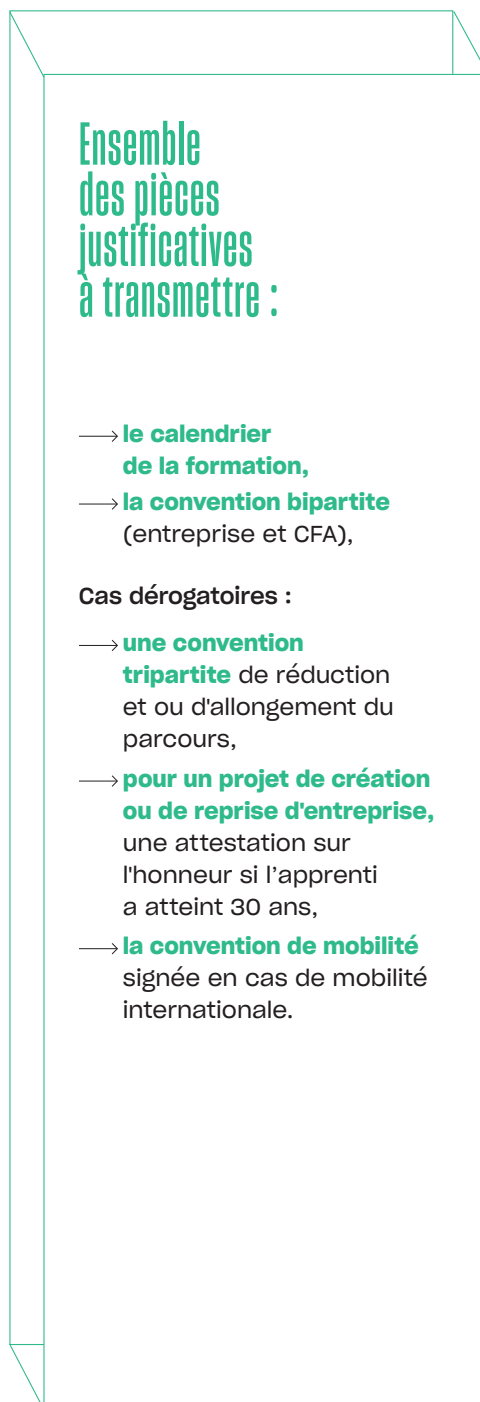 Ensemble
des pièces
justificatives
à transmettre :
le calendrier
de la formation,
la convention bipartite
(entreprise et CFA),
Cas dérogatoires :
une convention
tripartite de réduction
et ou d'allongement du
parcours,
pour un projet de création
ou de reprise d'entreprise,
une attestation sur
l'honneur si l’apprenti
a atteint 30 ans,
la convention de mobilité
signée en cas de mobilité
internationale.